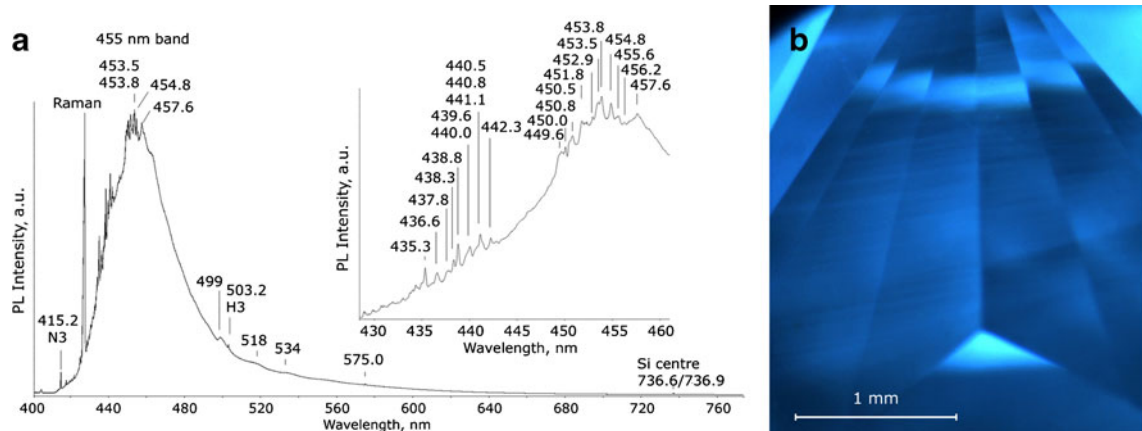 a
455 nm band
453.5
453.8
454.8
457.6
Raman
PL Intensity, a.u.
415.2
N3
499
503.2
H3
518
534
575.0
Si centre
736.6/736.9
400 440 480 520 560 600 640 680 720 760
Wavelength, nm
PL Intensity, a.u.
435.3
436.6
437.8
438.3
438.8
440.5
440.8
441.1
439.6
440.0
442.3
453.8
453.5
452.9
451.8
450.5
450.8
450.0
449.6
454.8
455.6
456.2
457.6
430 435 440 445 450 455 460
Wavelength, nm
b
1 mm